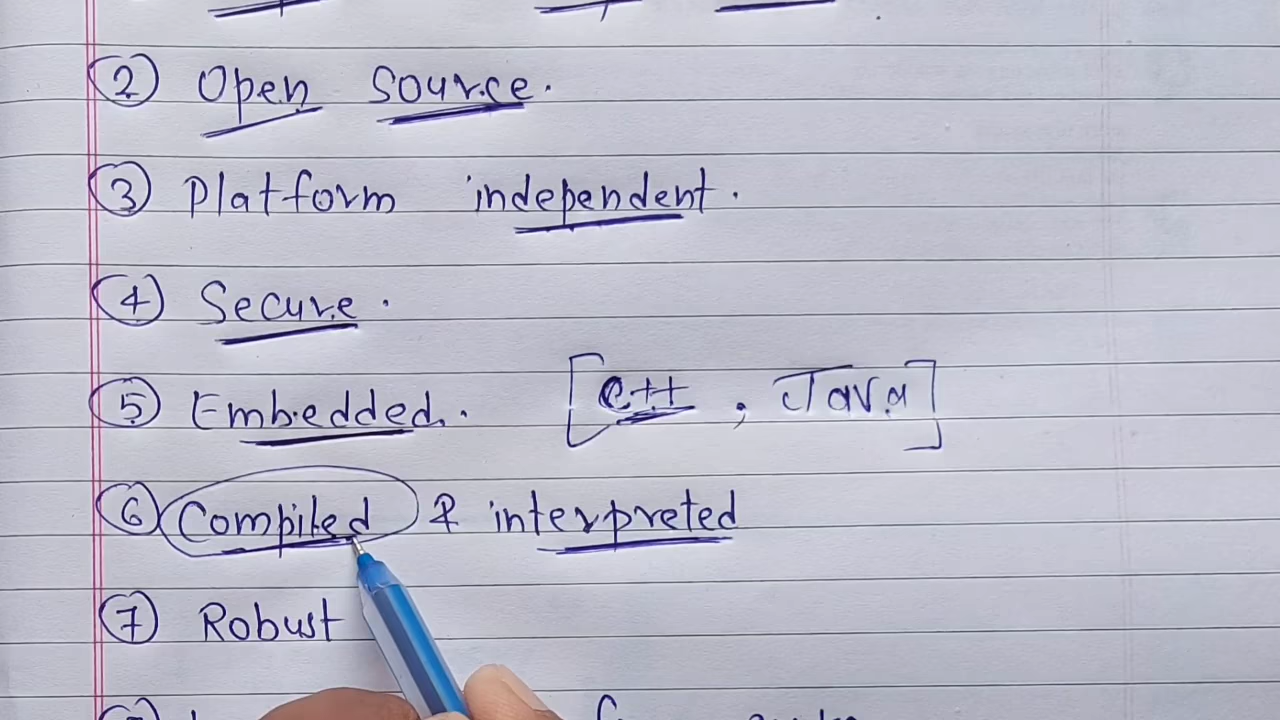 ② Open Source.
③ Platform independent.
④ Secure.
⑤ Embedded. [C++, Java]
⑥ Compiled & interpreted
⑦ Robust